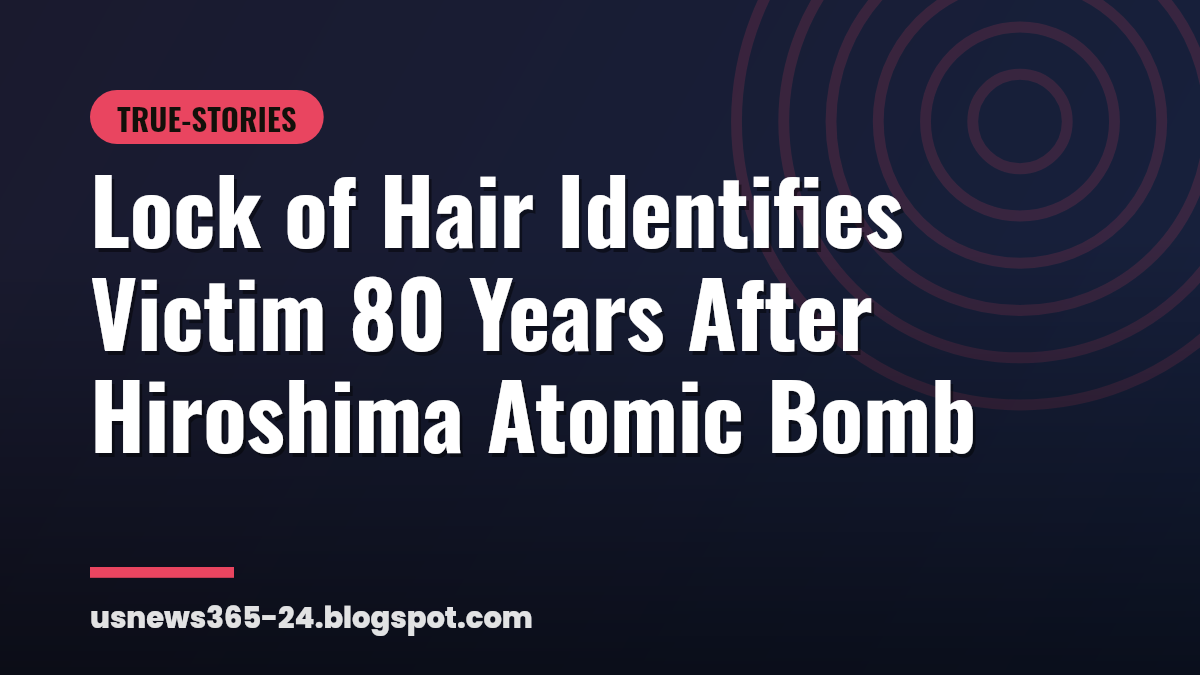 TRUE-STORIES
Lock of Hair Identifies
Victim 80 Years After
Hiroshima Atomic Bomb
usnews365-24.blogspot.com